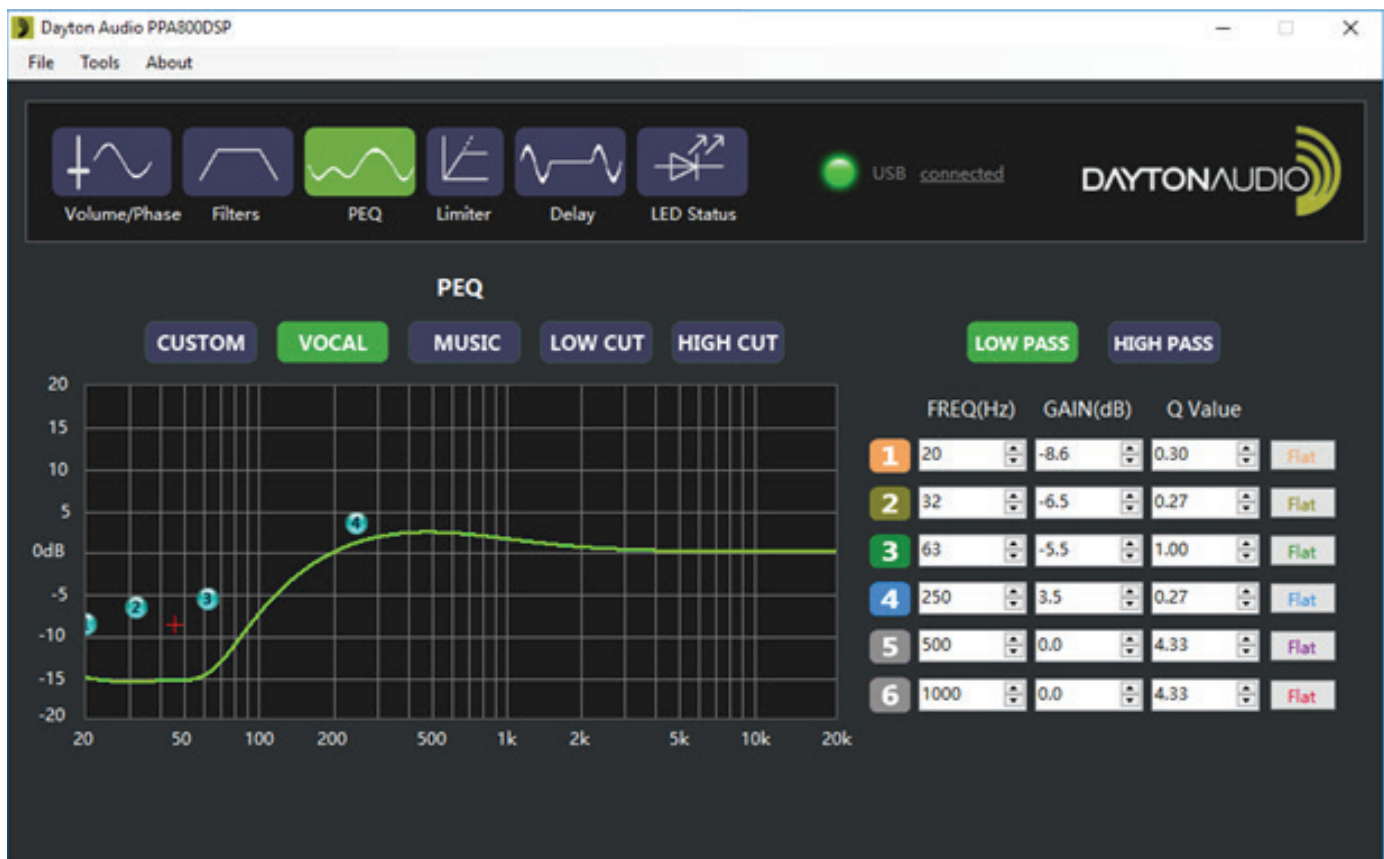 Dayton Audio PPA800DSP
File Tools About
Volume/Phase Filters PEQ Limiter Delay LED Status
USB connected
DAYTONAUDIO
PEQ
CUSTOM VOCAL MUSIC LOW CUT HIGH CUT
LOW PASS HIGH PASS
FREQ(Hz) GAIN(dB) Q Value
1 20 -8.6 0.30 Flat
2 32 -6.5 0.27 Flat
3 63 -5.5 1.00 Flat
4 250 3.5 0.27 Flat
5 500 0.0 4.33 Flat
6 1000 0.0 4.33 Flat
20
15
10
5
0dB
-5
-10
-15
-20
4
2 3
20 50 100 200 500 1k 2k 5k 10k 20k